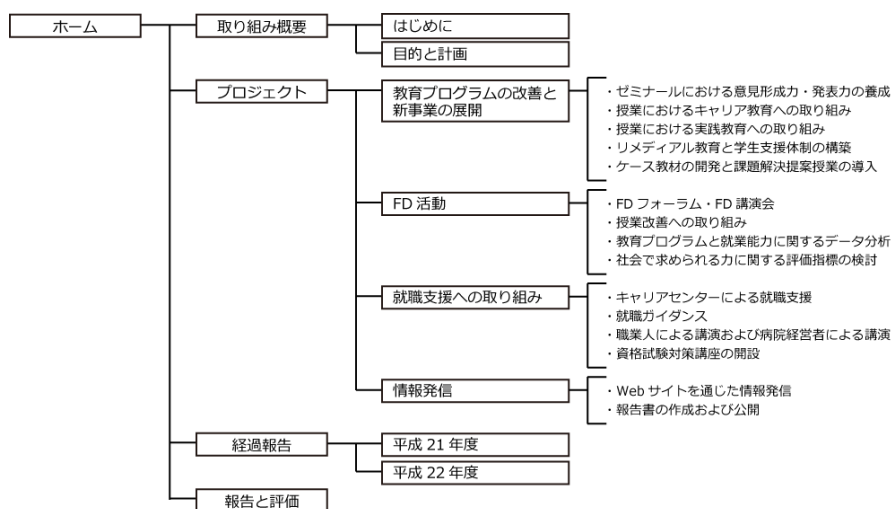 ホーム
取り組み概要
はじめに
目的と計画
プロジェクト
教育プログラムの改善と
新事業の展開
・ゼミナールにおける意見形成力・発表力の養成
・授業におけるキャリア教育への取り組み
・授業における実践教育への取り組み
・リメディアル教育と学生支援体制の構築
・ケース教材の開発と課題解決提案授業の導入
FD 活動
・FD フォーラム・FD 講演会
・授業改善への取り組み
・教育プログラムと就業能力に関するデータ分析
・社会で求められる力に関する評価指標の検討
就職支援への取り組み
・キャリアセンターによる就職支援
・就職ガイダンス
・職業人による講演および病院経営者による講演
・資格試験対策講座の開設
情報発信
・Web サイトを通じた情報発信
・報告書の作成および公開
経過報告
平成 21 年度
平成 22 年度
報告と評価